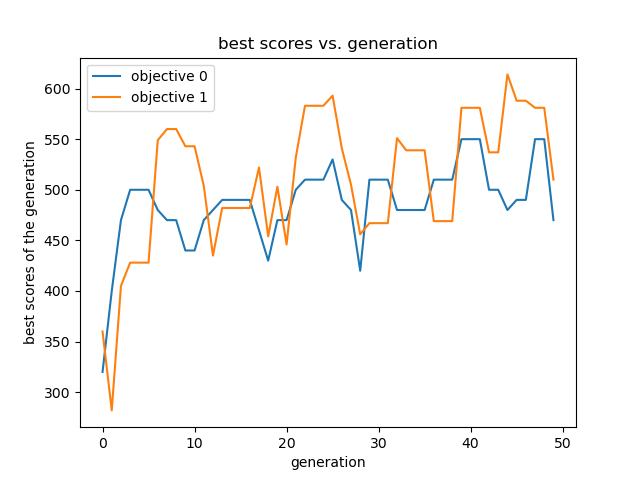 best scores vs. generation
objective 0
objective 1
best scores of the generation
600
550
500
450
400
350
300
0
10
20
30
40
50
generation